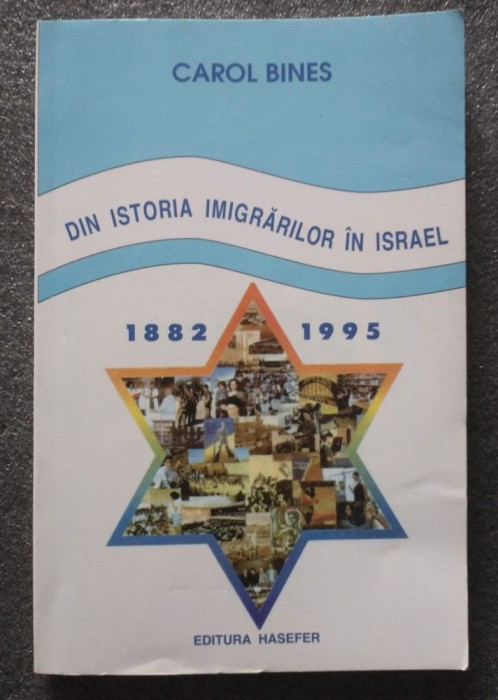 CAROL BINES
DIN ISTORIA IMIGRĂRILOR ÎN ISRAEL
1882 1995
EDITURA HASEFER